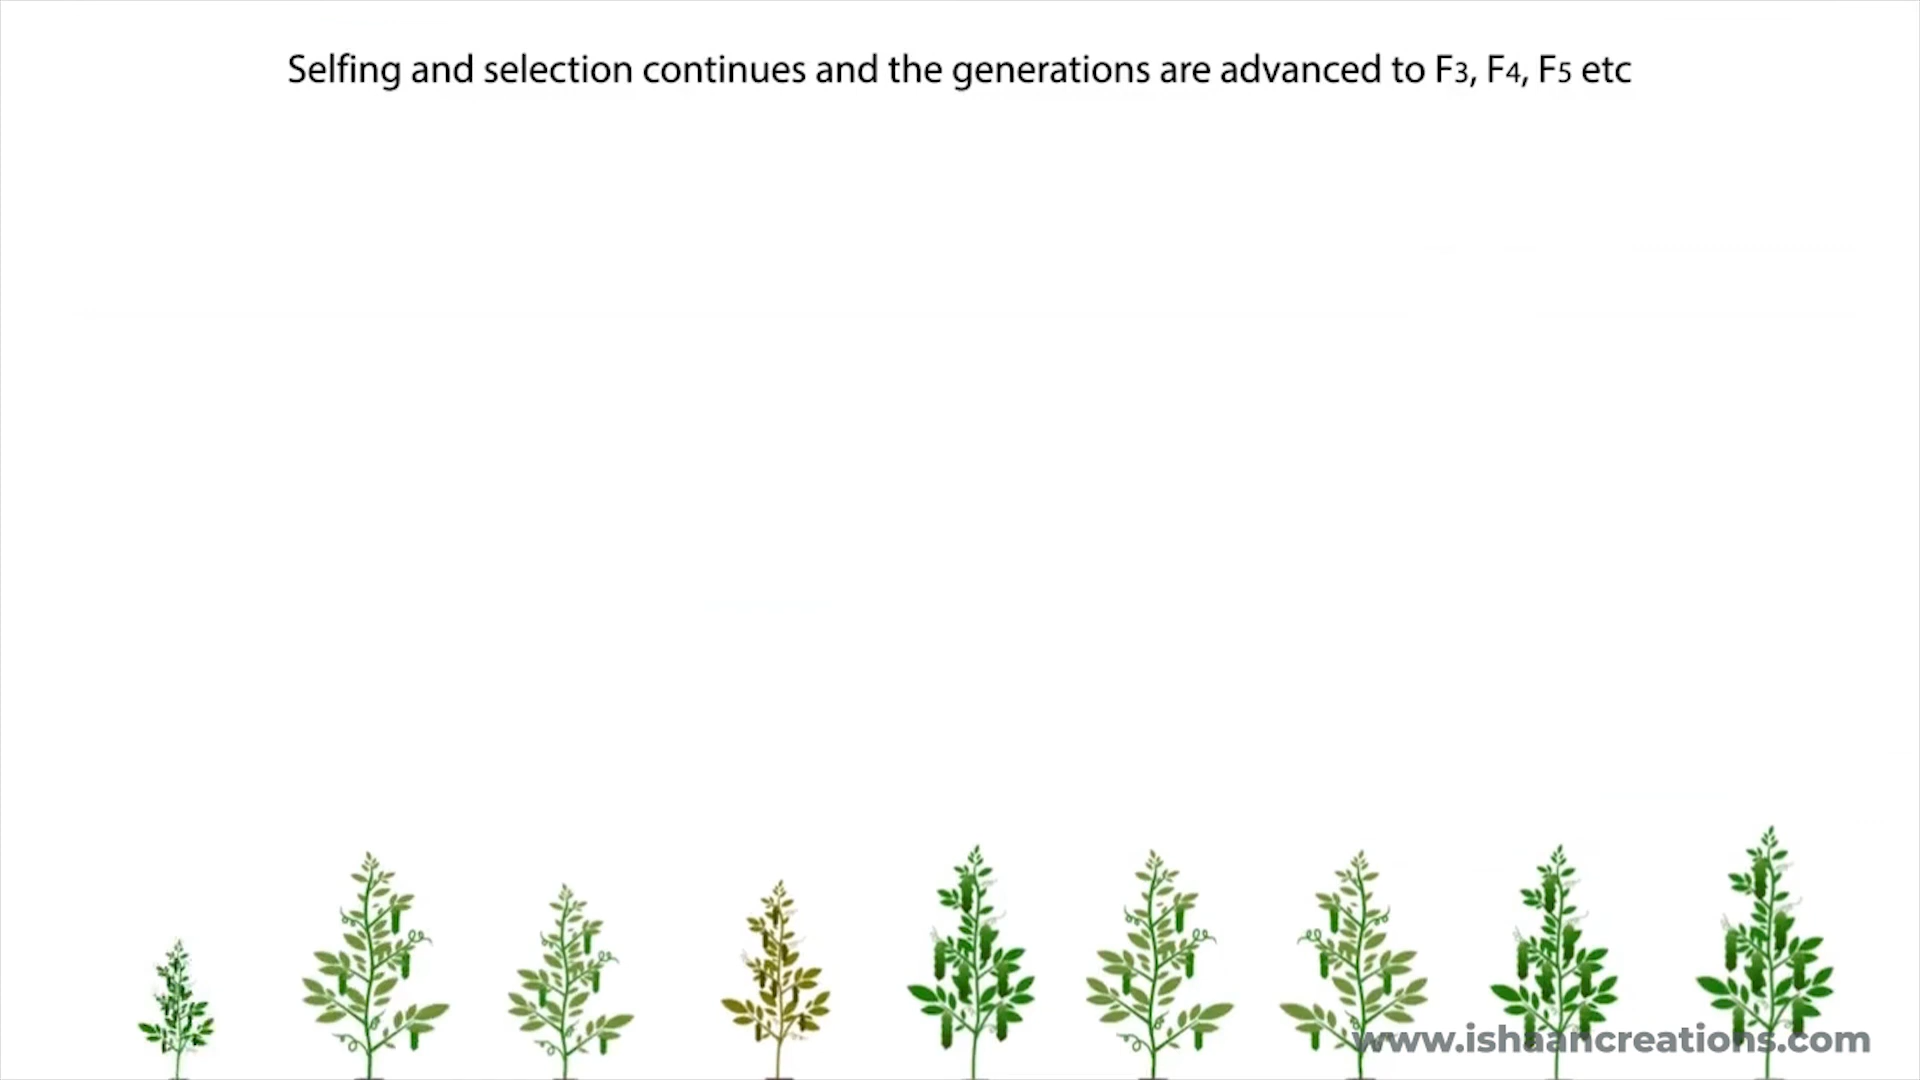 Selfing and selection continues and the generations are advanced to F3, F4, F5 etc
www.ishaancreations.com